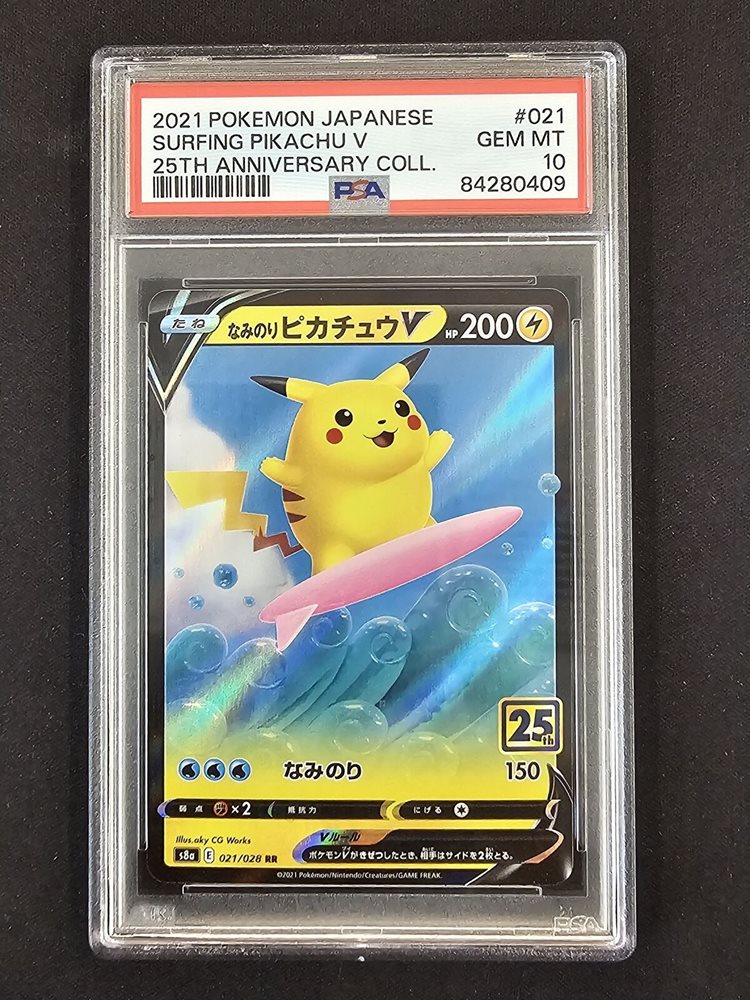 2021 POKEMON JAPANESE #021
SURFING PIKACHU V GEM MT
25TH ANNIVERSARY COLL. 10
PSA 84280409
たね
なみのりピカチュウV HP 200
25th
なみのり 150
弱点 ×2 抵抗力 にげる
Illus.aky CG Works
Vルール
ポケモンVがきぜつしたとき、相手はサイドを2枚とる。
s8a E 021/028 RR
©2021 Pokémon/Nintendo/Creatures/GAME FREAK.
PSA